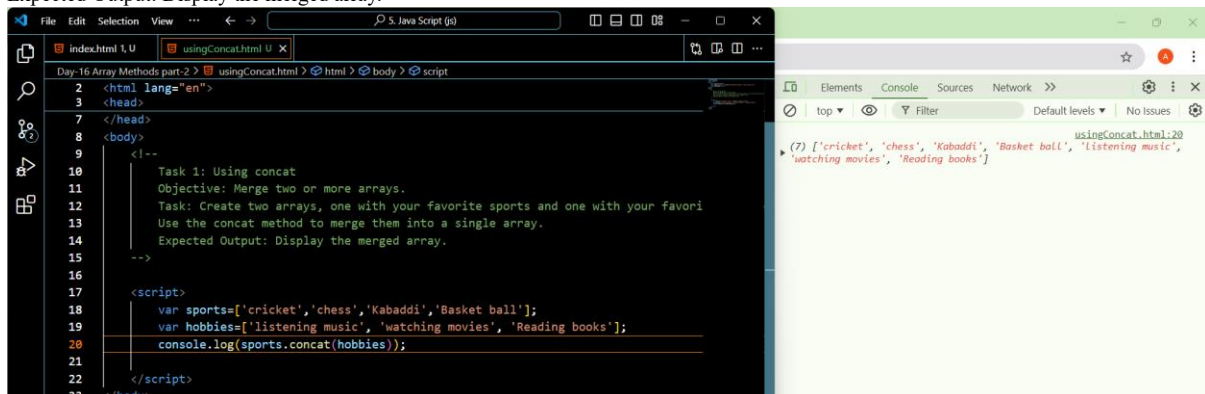 Expected Output: Display the merged array.
File Edit Selection View ··· ← → 5. Java Script (js)
index.html 1, U usingConcat.html U ×
Day-16 Array Methods part-2 > usingConcat.html > html > body > script
2 <html lang="en">
3 <head>
7 </head>
8 <body>
9 <!--
10 Task 1: Using concat
11 Objective: Merge two or more arrays.
12 Task: Create two arrays, one with your favorite sports and one with your favori
13 Use the concat method to merge them into a single array.
14 Expected Output: Display the merged array.
15 -->
16
17 <script>
18 var sports=['cricket','chess','Kabaddi','Basket ball'];
19 var hobbies=['listening music', 'watching movies', 'Reading books'];
20 console.log(sports.concat(hobbies));
21
22 </script>
2
A
Elements Console Sources Network >>
top ▼ Filter Default levels ▼ No Issues
usingConcat.html:20
(7) ['cricket', 'chess', 'Kabaddi', 'Basket ball', 'listening music',
'watching movies', 'Reading books']